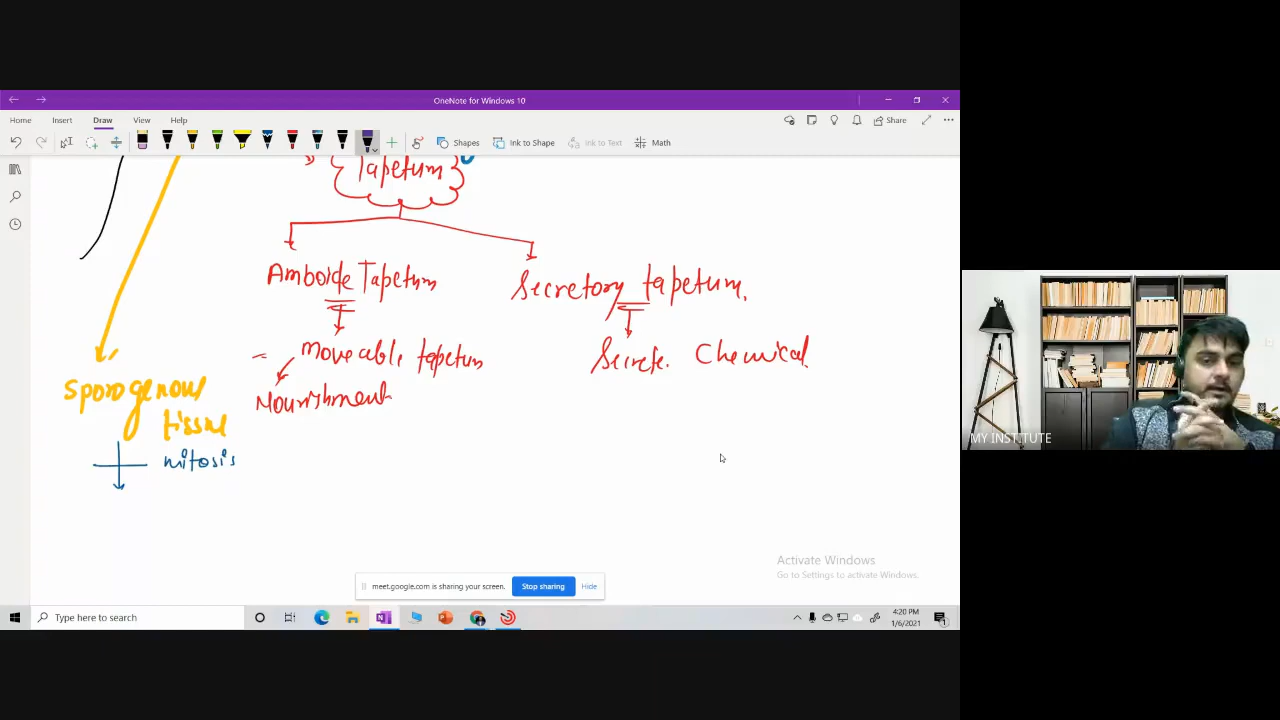 OneNote for Windows 10
Home Insert Draw View Help
Share
Shapes Ink to Shape Ink to Text Math
Tapetum
Amboide Tapetum
Secretory tapetum.
Moveable tapetum
Secrete. Chemical.
Nourishment
Sporogenous
tissue
mitosis
MY INSTITUTE
Activate Windows
Go to Settings to activate Windows.
meet.google.com is sharing your screen. Stop sharing Hide
Type here to search
4:20 PM
1/6/2021